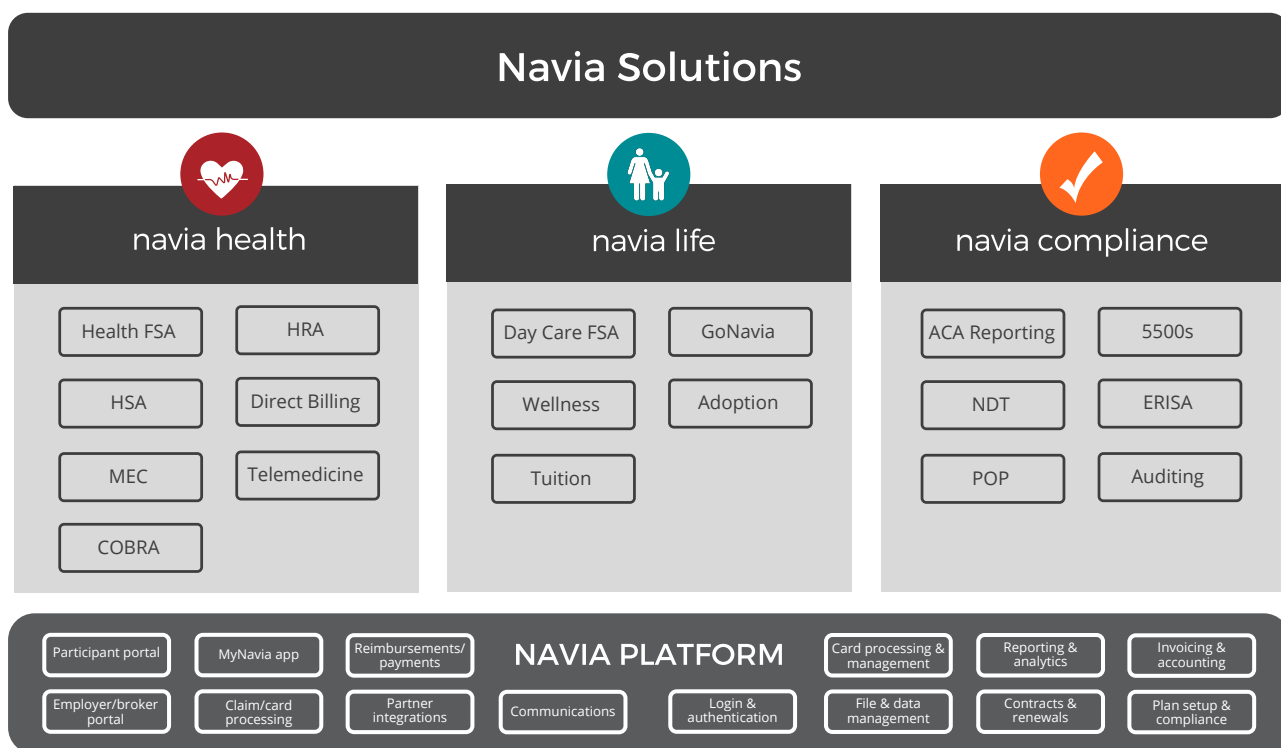 Navia Solutions
navia health
Health FSA
HRA
HSA
Direct Billing
MEC
Telemedicine
COBRA
navia life
Day Care FSA
GoNavia
Wellness
Adoption
Tuition
navia compliance
ACA Reporting
5500s
NDT
ERISA
POP
Auditing
NAVIA PLATFORM
Participant portal
MyNavia app
Reimbursements/
payments
Card processing &
management
Reporting &
analytics
Invoicing &
accounting
Employer/broker
portal
Claim/card
processing
Partner
integrations
Communications
Login &
authentication
File & data
management
Contracts &
renewals
Plan setup &
compliance